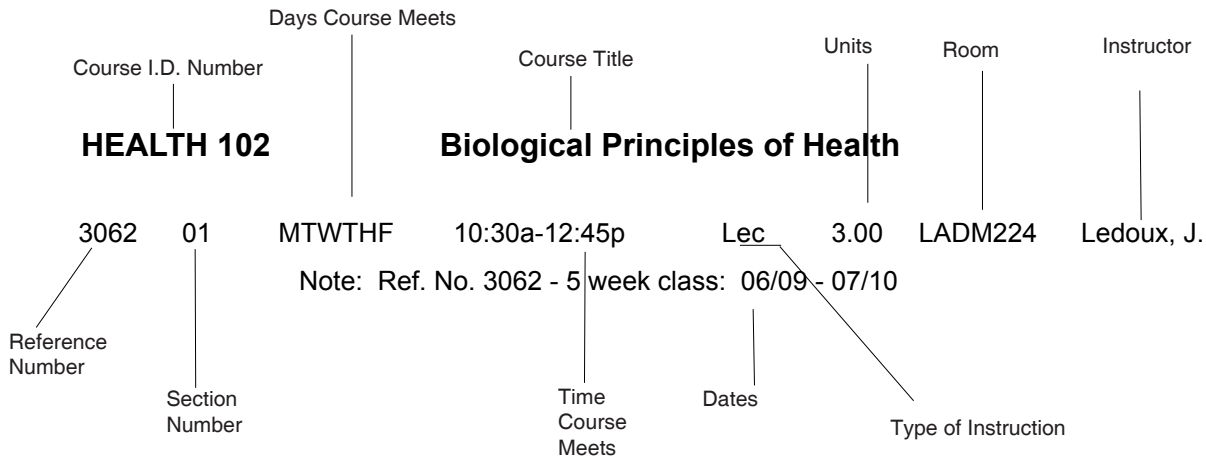 Days Course Meets
Units
Room
Instructor
Course I.D. Number
Course Title
HEALTH 102 Biological Principles of Health
3062 01 MTWTHF 10:30a-12:45p Lec 3.00 LADM224 Ledoux, J.
Note: Ref. No. 3062 - 5 week class: 06/09 - 07/10
Reference
Number
Section
Number
Time
Course
Meets
Dates
Type of Instruction